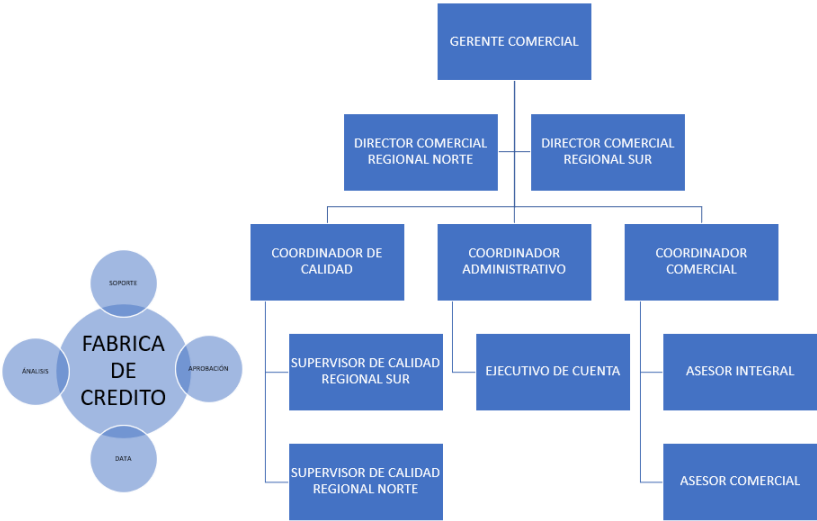 GERENTE COMERCIAL
DIRECTOR COMERCIAL
REGIONAL NORTE
DIRECTOR COMERCIAL
REGIONAL SUR
COORDINADOR DE
CALIDAD
COORDINADOR
ADMINISTRATIVO
COORDINADOR
COMERCIAL
SUPERVISOR DE CALIDAD
REGIONAL SUR
EJECUTIVO DE CUENTA
ASESOR INTEGRAL
SUPERVISOR DE CALIDAD
REGIONAL NORTE
ASESOR COMERCIAL
SOPORTE
FABRICA
DE
CREDITO
ÁNALISIS
APROBACIÓN
DATA